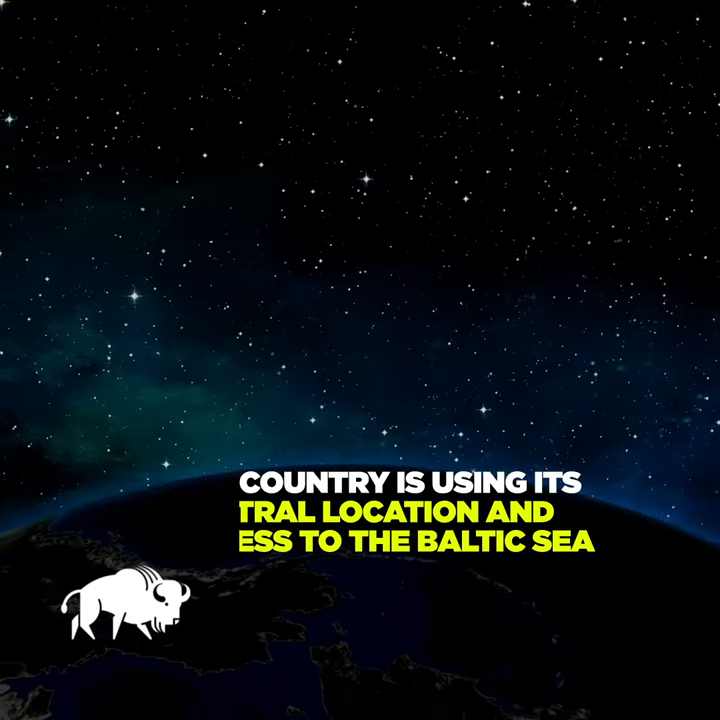 COUNTRY IS USING ITS
TRAL LOCATION AND
ESS TO THE BALTIC SEA